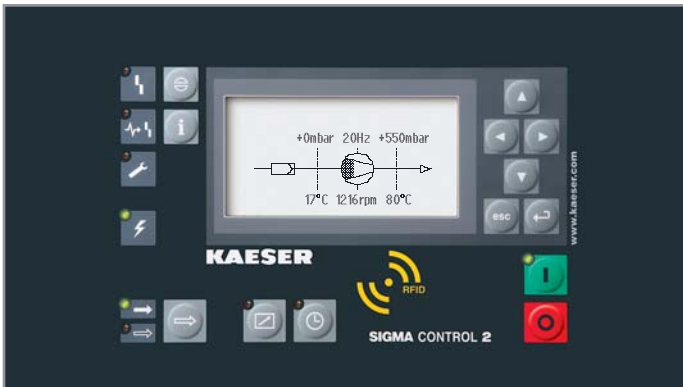 +0mbar 20Hz +550mbar
17°C 1216rpm 80°C
esc
www.kaeser.com
KAESER
RFID
SIGMA CONTROL 2